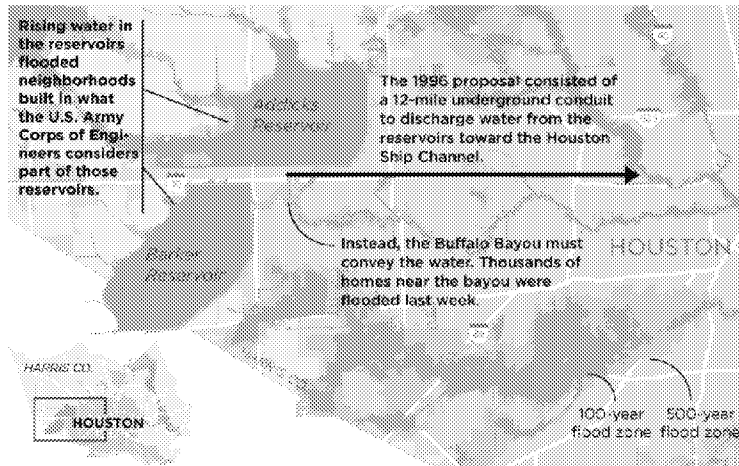 Rising water in
the reservoirs
flooded
neighborhoods
built in what
the U.S. Army
Corps of Engi-
neers considers
part of those
reservoirs.
Addicks
Reservoir
The 1996 proposal consisted of
a 12-mile underground conduit
to discharge water from the
reservoirs toward the Houston
Ship Channel.
10
Barker
Reservoir
Instead, the Buffalo Bayou must
convey the water. Thousands of
homes near the bayou were
flooded last week.
HOUSTON
HARRIS CO.
HARRIS CO.
HOUSTON
100-year
flood zone
500-year
flood zone